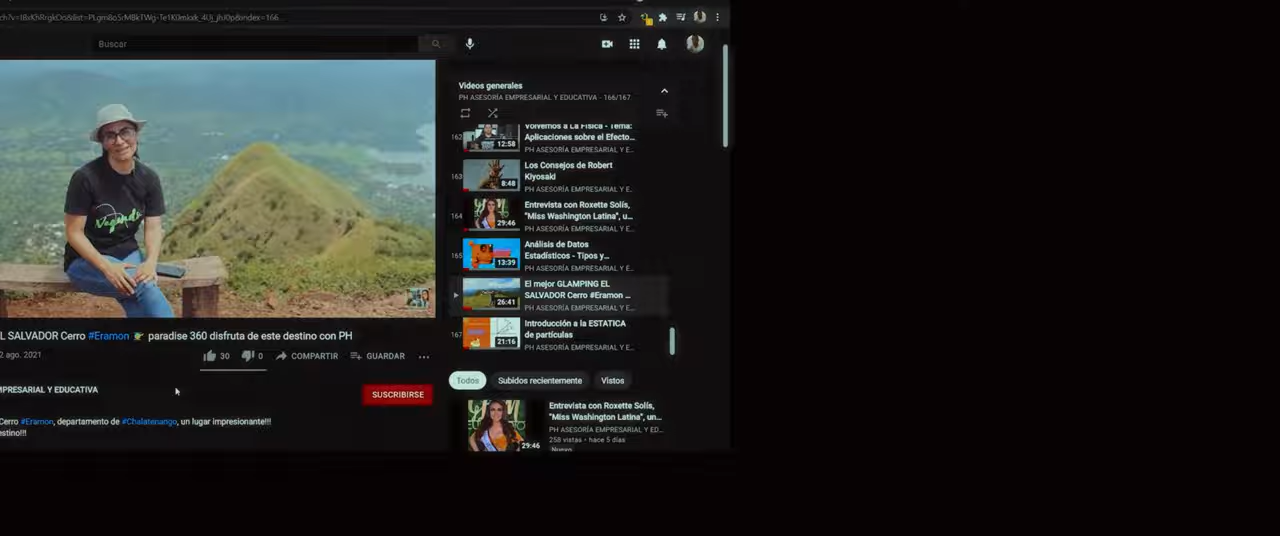 Buscar
Vagando
SALVADOR Cerro #Eramon paradise 360 disfruta de este destino con PH
ago. 2021
30
0
COMPARTIR
GUARDAR
Y EDUCATIVA
SUSCRIBIRSE
Cerro #Eramon, departamento de #Chalatenango, un lugar impresionante!!!
Videos generales
PH ASESORÍA EMPRESARIAL Y EDUCATIVA - 166/167
162
12:58
Volvemos a La Física - Tema:
Aplicaciones sobre el Efecto...
PH ASESORÍA EMPRESARIAL Y E...
163
8:48
Los Consejos de Robert
Kiyosaki
PH ASESORÍA EMPRESARIAL Y E...
164
29:46
Entrevista con Roxette Solís,
"Miss Washington Latina", u...
PH ASESORÍA EMPRESARIAL Y E...
165
13:39
Análisis de Datos
Estadísticos - Tipos y...
PH ASESORÍA EMPRESARIAL Y E...
26:41
El mejor GLAMPING EL
SALVADOR Cerro #Eramon ...
PH ASESORÍA EMPRESARIAL Y E...
167
21:16
Introducción a la ESTATICA
de partículas
PH ASESORÍA EMPRESARIAL Y E...
Todos
Subidos recientemente
Vistos
29:46
Entrevista con Roxette Solís,
"Miss Washington Latina", un...
PH ASESORÍA EMPRESARIAL Y ED...
258 vistas • hace 5 días
Nuevo